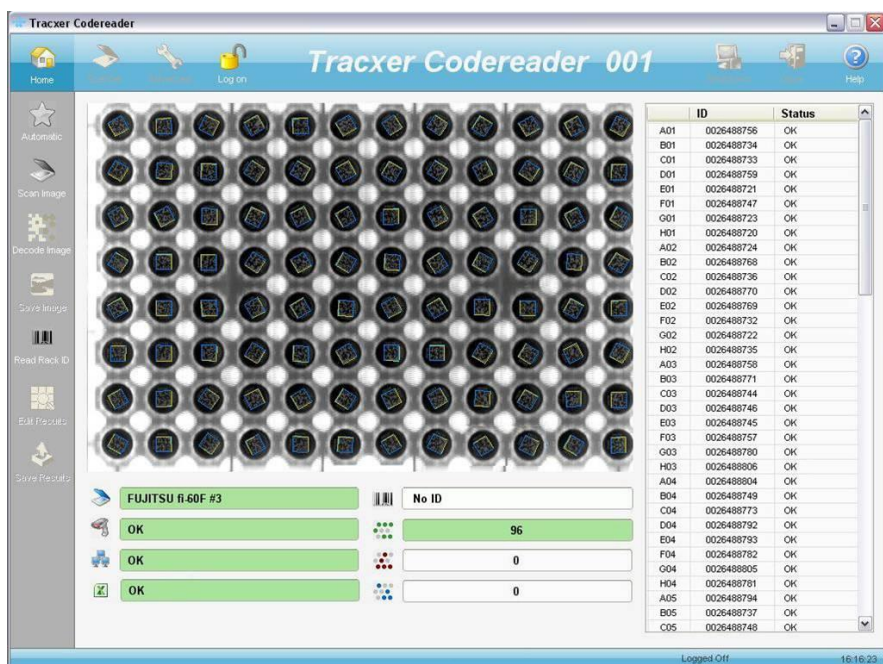 Tracxer Codereader
Home
Log on
Tracxer Codereader 001
Help
Automatic
Scan Image
Decode Image
Save Image
Read Rack ID
Edit Results
Save Results
ID Status
A01 0026488756 OK
B01 0026488734 OK
C01 0026488733 OK
D01 0026488759 OK
E01 0026488721 OK
F01 0026488747 OK
G01 0026488723 OK
H01 0026488720 OK
A02 0026488724 OK
B02 0026488768 OK
C02 0026488736 OK
D02 0026488770 OK
E02 0026488769 OK
F02 0026488732 OK
G02 0026488722 OK
H02 0026488735 OK
A03 0026488758 OK
B03 0026488771 OK
C03 0026488744 OK
D03 0026488746 OK
E03 0026488745 OK
F03 0026488757 OK
G03 0026488780 OK
H03 0026488806 OK
A04 0026488804 OK
B04 0026488749 OK
C04 0026488773 OK
D04 0026488792 OK
E04 0026488793 OK
F04 0026488782 OK
G04 0026488805 OK
H04 0026488781 OK
A05 0026488794 OK
B05 0026488737 OK
C05 0026488748 OK
FUJITSU fi-60F #3
No ID
OK
96
OK
0
OK
0
Logged Off
16:16:23